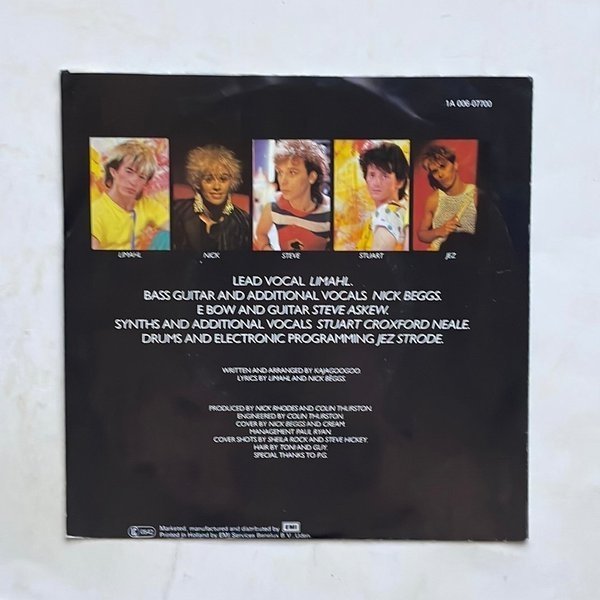 1A 006-07700
LIMAHL NICK STEVE STUART JEZ
LEAD VOCAL LIMAHL.
BASS GUITAR AND ADDITIONAL VOCALS NICK BEGGS.
E BOW AND GUITAR STEVE ASKEW.
SYNTHS AND ADDITIONAL VOCALS STUART CROXFORD NEALE.
DRUMS AND ELECTRONIC PROGRAMMING JEZ STRODE.
WRITTEN AND ARRANGED BY KAJAGOOGOO.
LYRICS BY LIMAHL AND NICK BEGGS.
PRODUCED BY NICK RHODES AND COLIN THURSTON.
ENGINEERED BY COLIN THURSTON.
COVER BY NICK BEGGS AND CREAM.
MANAGEMENT PAUL RYAN.
COVER SHOTS BY SHEILA ROCK AND STEVE HICKEY.
HAIR BY TONI AND GUY.
SPECIAL THANKS TO P.G.
Marketed, manufactured and distributed by EMI
Printed in Holland by EMI Services Benelux B.V., Uden